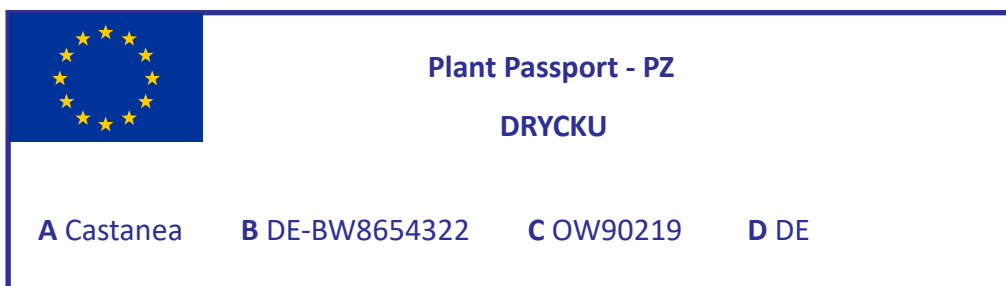 Plant Passport - PZ
DRYCKU
A Castanea B DE-BW8654322 C OW90219 D DE